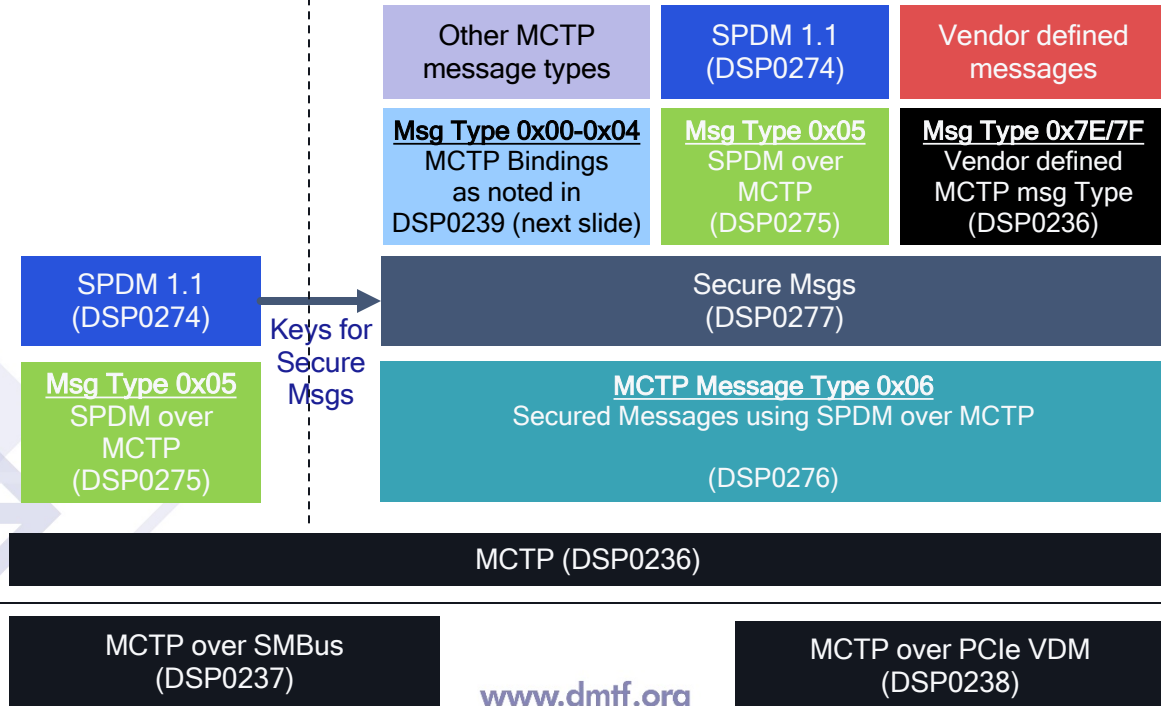 Other MCTP
message types
SPDM 1.1
(DSP0274)
Vendor defined
messages
Msg Type 0x00-0x04
MCTP Bindings
as noted in
DSP0239 (next slide)
Msg Type 0x05
SPDM over
MCTP
(DSP0275)
Msg Type 0x7E/7F
Vendor defined
MCTP msg Type
(DSP0236)
SPDM 1.1
(DSP0274)
Keys for
Secure
Msgs
Secure Msgs
(DSP0277)
Msg Type 0x05
SPDM over
MCTP
(DSP0275)
MCTP Message Type 0x06
Secured Messages using SPDM over MCTP
(DSP0276)
MCTP (DSP0236)
MCTP over SMBus
(DSP0237)
www.dmtf.org
MCTP over PCIe VDM
(DSP0238)